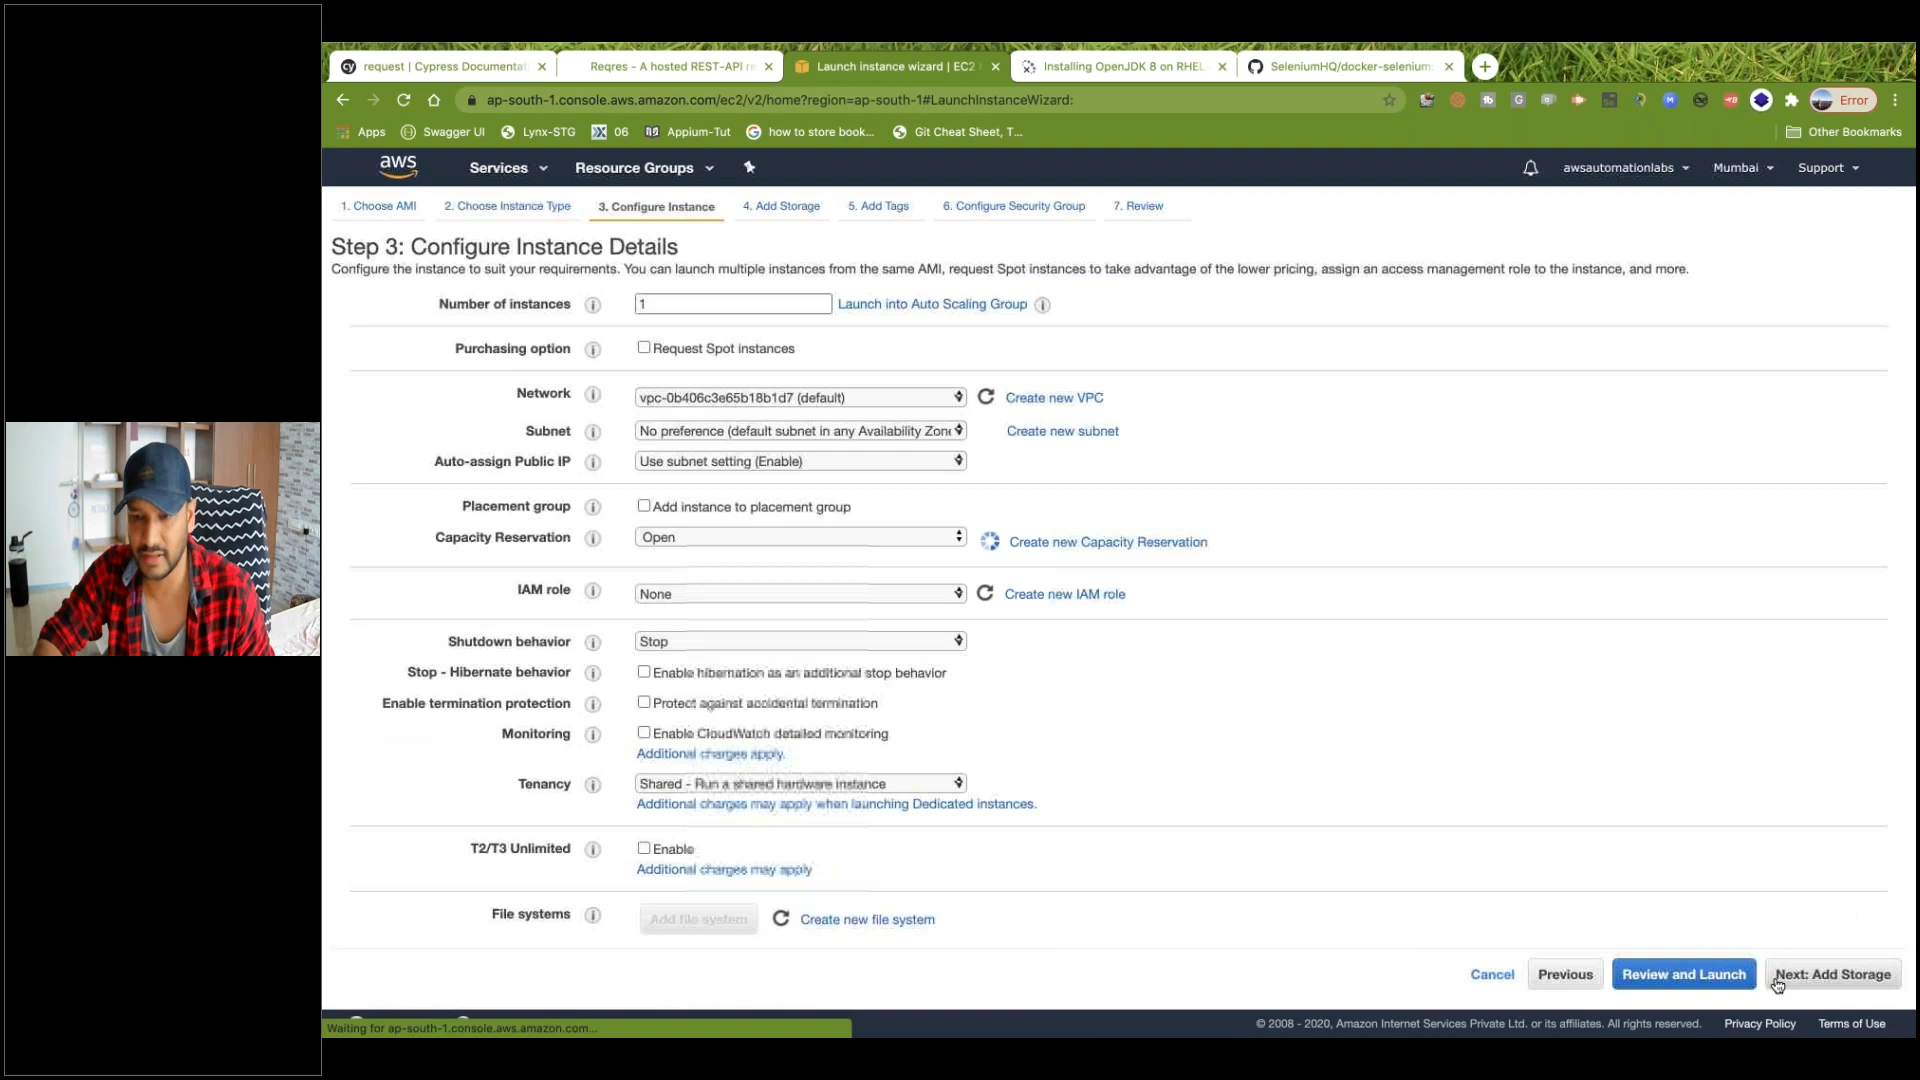 request | Cypress Documentat
Reqres - A hosted REST-API re
Launch instance wizard | EC2
Installing OpenJDK 8 on RHEL
SeleniumHQ/docker-selenium
ap-south-1.console.aws.amazon.com/ec2/v2/home?region=ap-south-1#LaunchInstanceWizard:
Error
Apps
Swagger UI
Lynx-STG
06
Appium-Tut
how to store book...
Git Cheat Sheet, T...
Other Bookmarks
aws
Services
Resource Groups
awsautomationlabs
Mumbai
Support
1. Choose AMI
2. Choose Instance Type
3. Configure Instance
4. Add Storage
5. Add Tags
6. Configure Security Group
7. Review
Step 3: Configure Instance Details
Configure the instance to suit your requirements. You can launch multiple instances from the same AMI, request Spot instances to take advantage of the lower pricing, assign an access management role to the instance, and more.
Number of instances
1
Launch into Auto Scaling Group
Purchasing option
Request Spot instances
Network
vpc-0b406c3e65b18b1d7 (default)
Create new VPC
Subnet
No preference (default subnet in any Availability Zone
Create new subnet
Auto-assign Public IP
Use subnet setting (Enable)
Placement group
Add instance to placement group
Capacity Reservation
Open
Create new Capacity Reservation
IAM role
None
Create new IAM role
Shutdown behavior
Stop
Stop - Hibernate behavior
Enable hibernation as an additional stop behavior
Enable termination protection
Protect against accidental termination
Monitoring
Enable CloudWatch detailed monitoring
Additional charges apply.
Tenancy
Shared - Run a shared hardware instance
Additional charges may apply when launching Dedicated instances.
T2/T3 Unlimited
Enable
Additional charges may apply
File systems
Add file system
Create new file system
Cancel
Previous
Review and Launch
Next: Add Storage
Waiting for ap-south-1.console.aws.amazon.com...
© 2008 - 2020, Amazon Internet Services Private Ltd. or its affiliates. All rights reserved.
Privacy Policy
Terms of Use